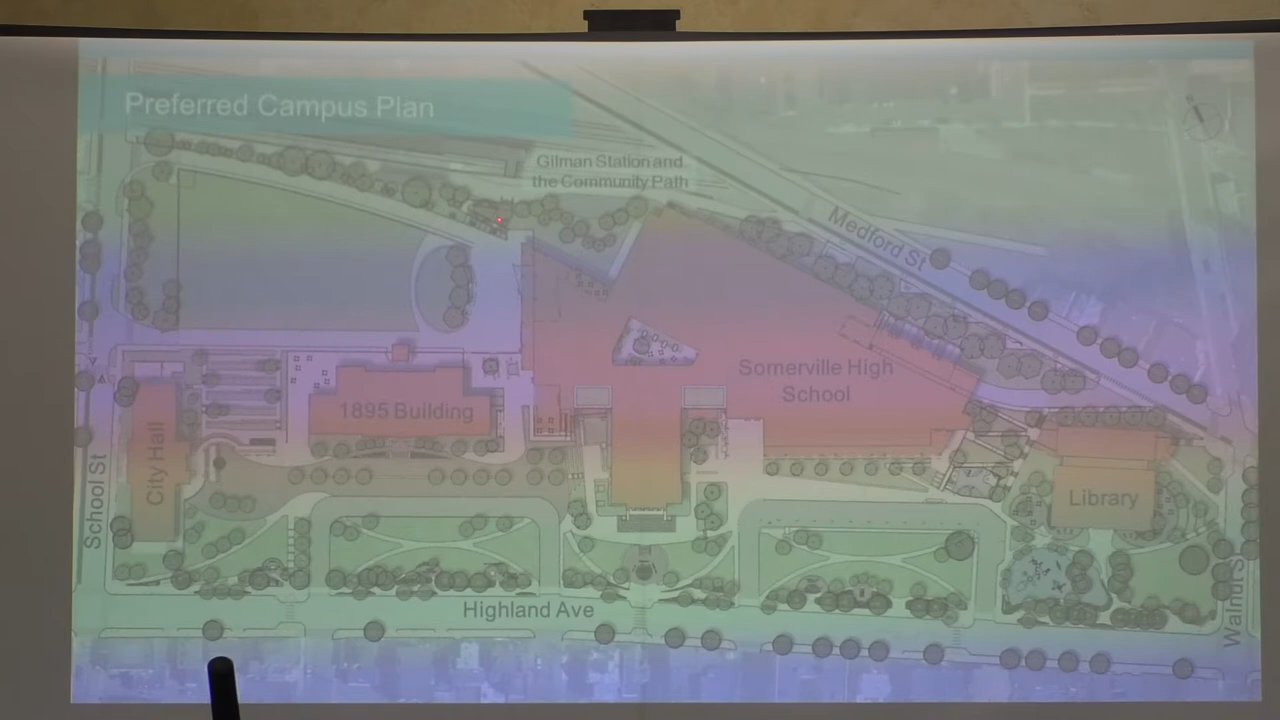 Preferred Campus Plan
Gilman Station and
the Community Path
Medford St
Somerville High
School
1895 Building
City Hall
School St
Library
Highland Ave
Walnut St